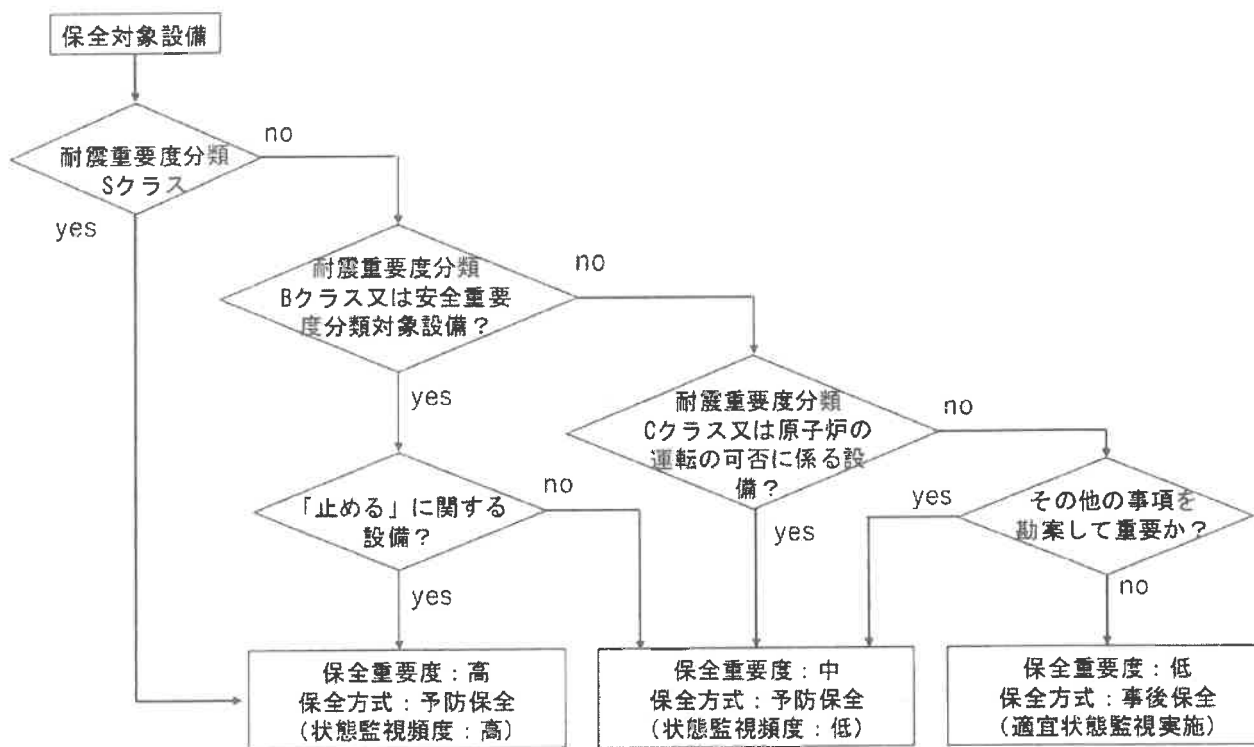 保全対象設備
no
耐震重要度分類
Sクラス
yes
耐震重要度分類
Bクラス又は安全重要
度分類対象設備？
no
yes
耐震重要度分類
Cクラス又は原子炉の
運転の可否に係る設
備？
no
yes
「止める」に関する
設備？
no
yes
その他の事項を
勘案して重要か？
yes
no
保全重要度：高
保全方式：予防保全
（状態監視頻度：高）
保全重要度：中
保全方式：予防保全
（状態監視頻度：低）
保全重要度：低
保全方式：事後保全
（適宜状態監視実施）